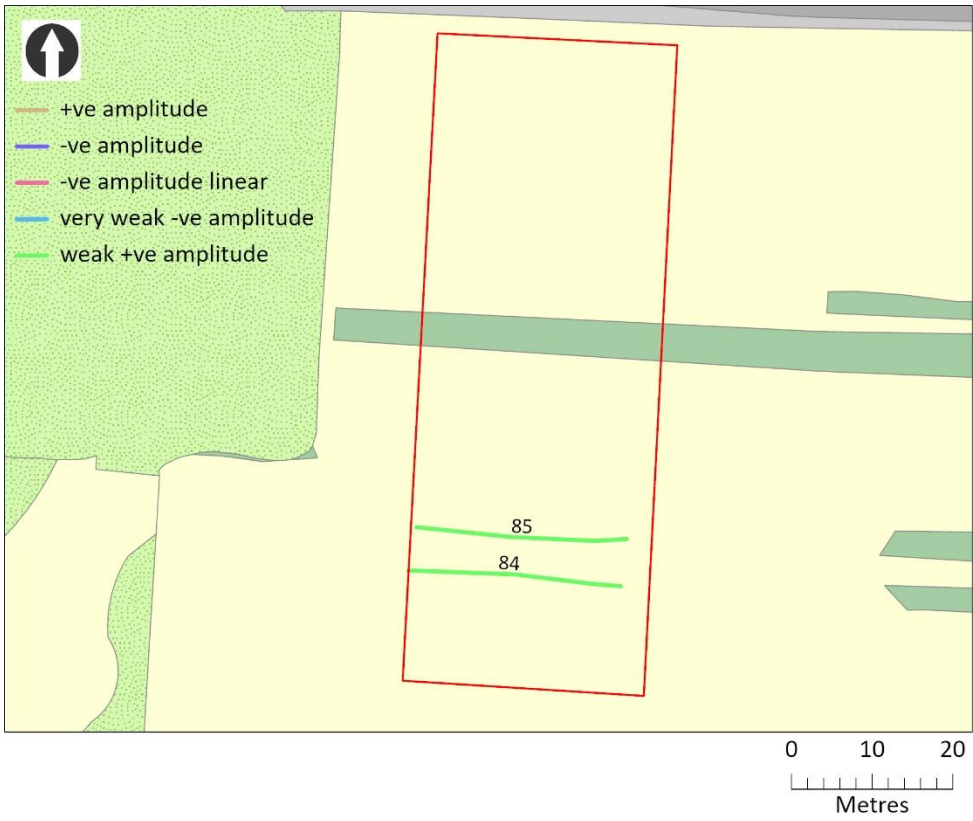 +ve amplitude
-ve amplitude
-ve amplitude linear
very weak -ve amplitude
weak +ve amplitude
85
84
0 10 20
Metres